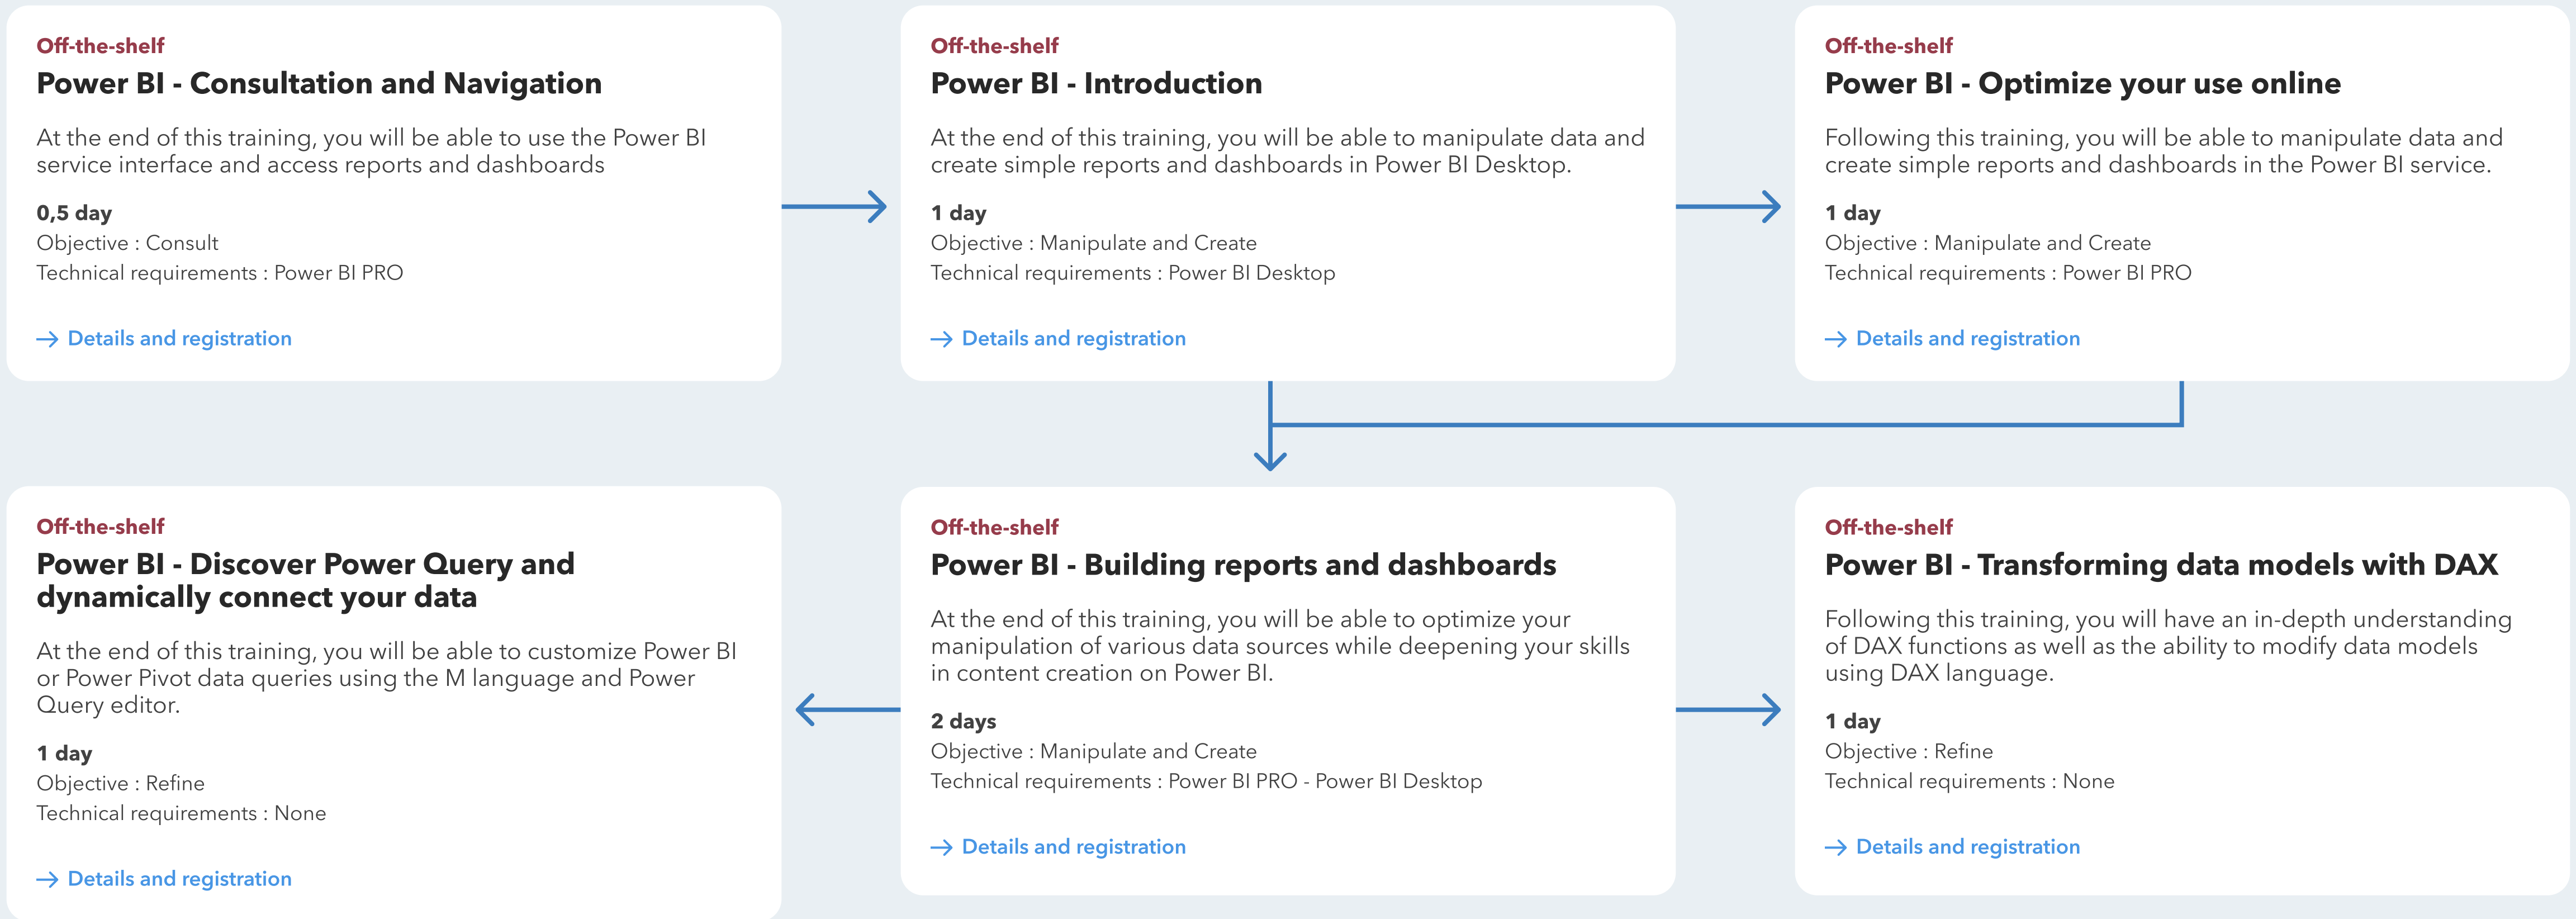 Off-the-shelf
Power BI - Consultation and Navigation
At the end of this training, you will be able to use the Power BI
service interface and access reports and dashboards
0,5 day
Objective : Consult
Technical requirements : Power BI PRO
Details and registration
Off-the-shelf
Power BI - Introduction
At the end of this training, you will be able to manipulate data and
create simple reports and dashboards in Power BI Desktop.
1 day
Objective : Manipulate and Create
Technical requirements : Power BI Desktop
Details and registration
Off-the-shelf
Power BI - Optimize your use online
Following this training, you will be able to manipulate data and
create simple reports and dashboards in the Power BI service.
1 day
Objective : Manipulate and Create
Technical requirements : Power BI PRO
Details and registration
Off-the-shelf
Power BI - Discover Power Query and
dynamically connect your data
At the end of this training, you will be able to customize Power BI
or Power Pivot data queries using the M language and Power
Query editor.
1 day
Objective : Refine
Technical requirements : None
Details and registration
Off-the-shelf
Power BI - Building reports and dashboards
At the end of this training, you will be able to optimize your
manipulation of various data sources while deepening your skills
in content creation on Power BI.
2 days
Objective : Manipulate and Create
Technical requirements : Power BI PRO - Power BI Desktop
Details and registration
Off-the-shelf
Power BI - Transforming data models with DAX
Following this training, you will have an in-depth understanding
of DAX functions as well as the ability to modify data models
using DAX language.
1 day
Objective : Refine
Technical requirements : None
Details and registration